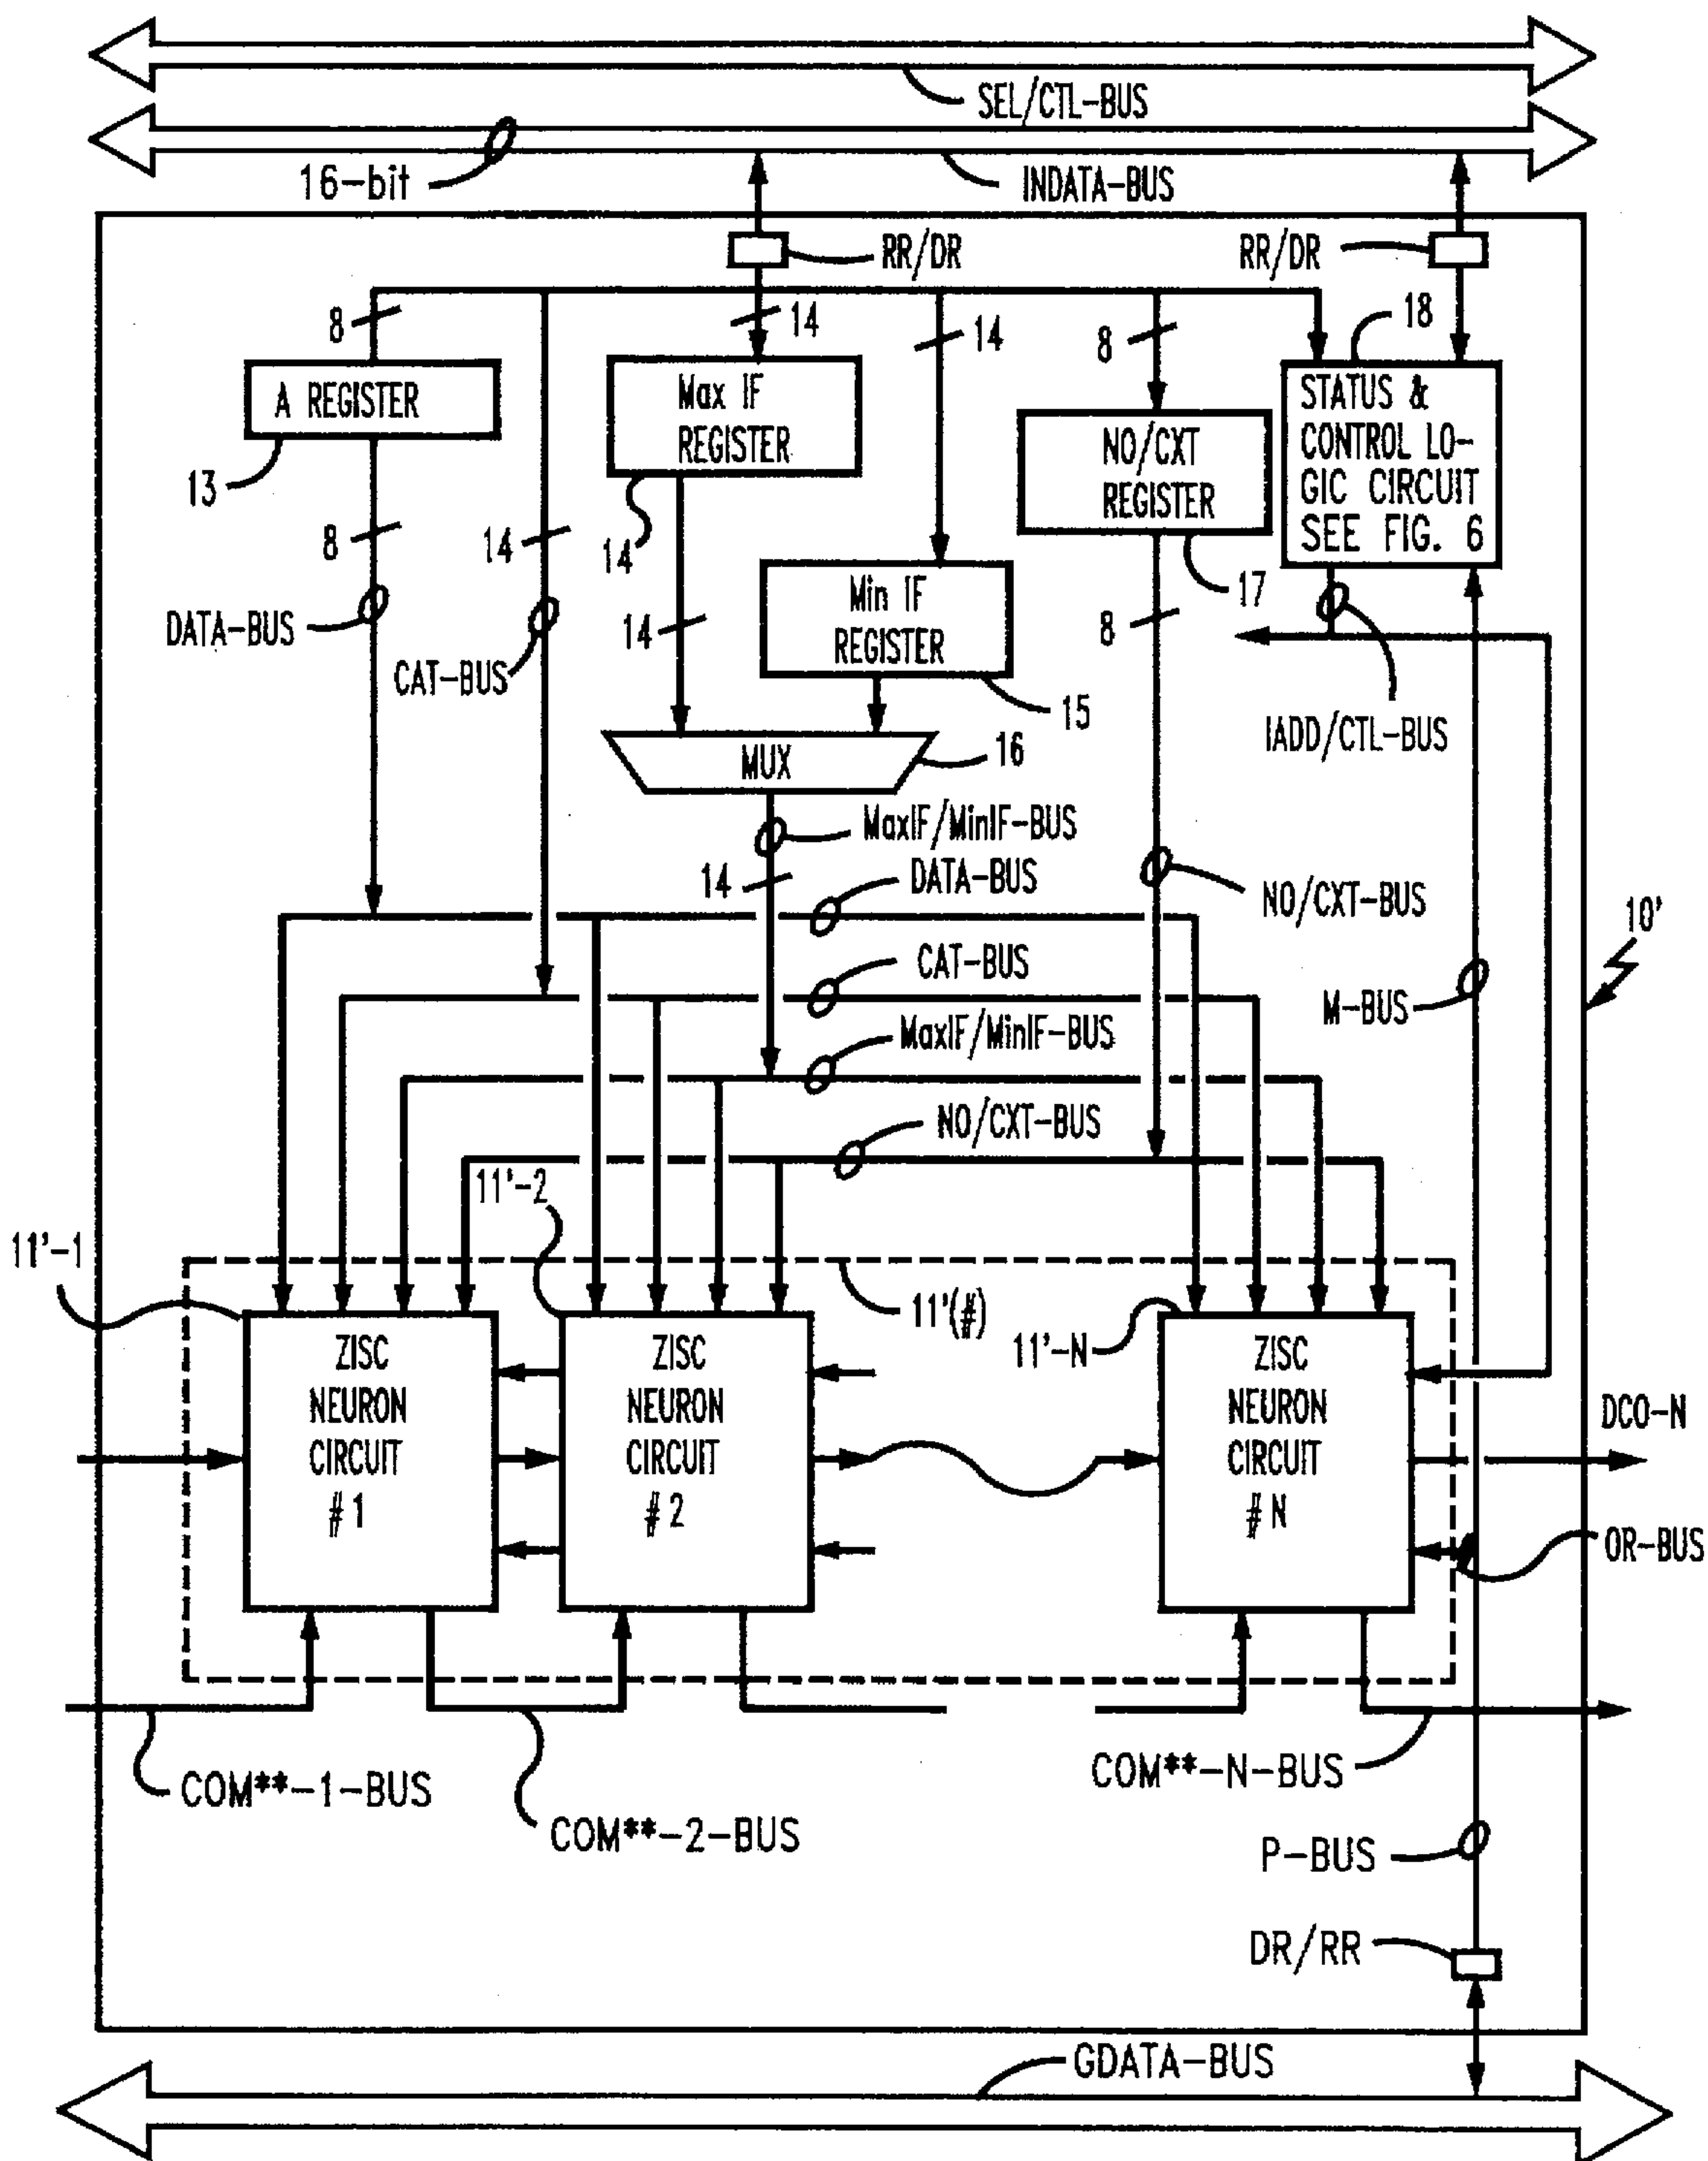 SEL/CTL-BUS
16-bit
INDATA-BUS
RR/DR
RR/DR
8
14
14
8
18
A REGISTER
Max IF
REGISTER
NO/CXT
REGISTER
STATUS &
CONTROL LO-
GIC CIRCUIT
SEE FIG. 6
13
8
14
14
Min IF
REGISTER
17
DATA-BUS
CAT-BUS
14
8
15
IADD/CTL-BUS
MUX
16
MaxIF/MinIF-BUS
14
DATA-BUS
NO/CXT-BUS
10'
CAT-BUS
M-BUS
MaxIF/MinIF-BUS
NO/CXT-BUS
11'-2
11'-1
11'(#)
11'-N
ZISC
NEURON
CIRCUIT
#1
ZISC
NEURON
CIRCUIT
#2
ZISC
NEURON
CIRCUIT
#N
DCO-N
OR-BUS
COM**-1-BUS
COM**-2-BUS
COM**-N-BUS
P-BUS
DR/RR
GDATA-BUS